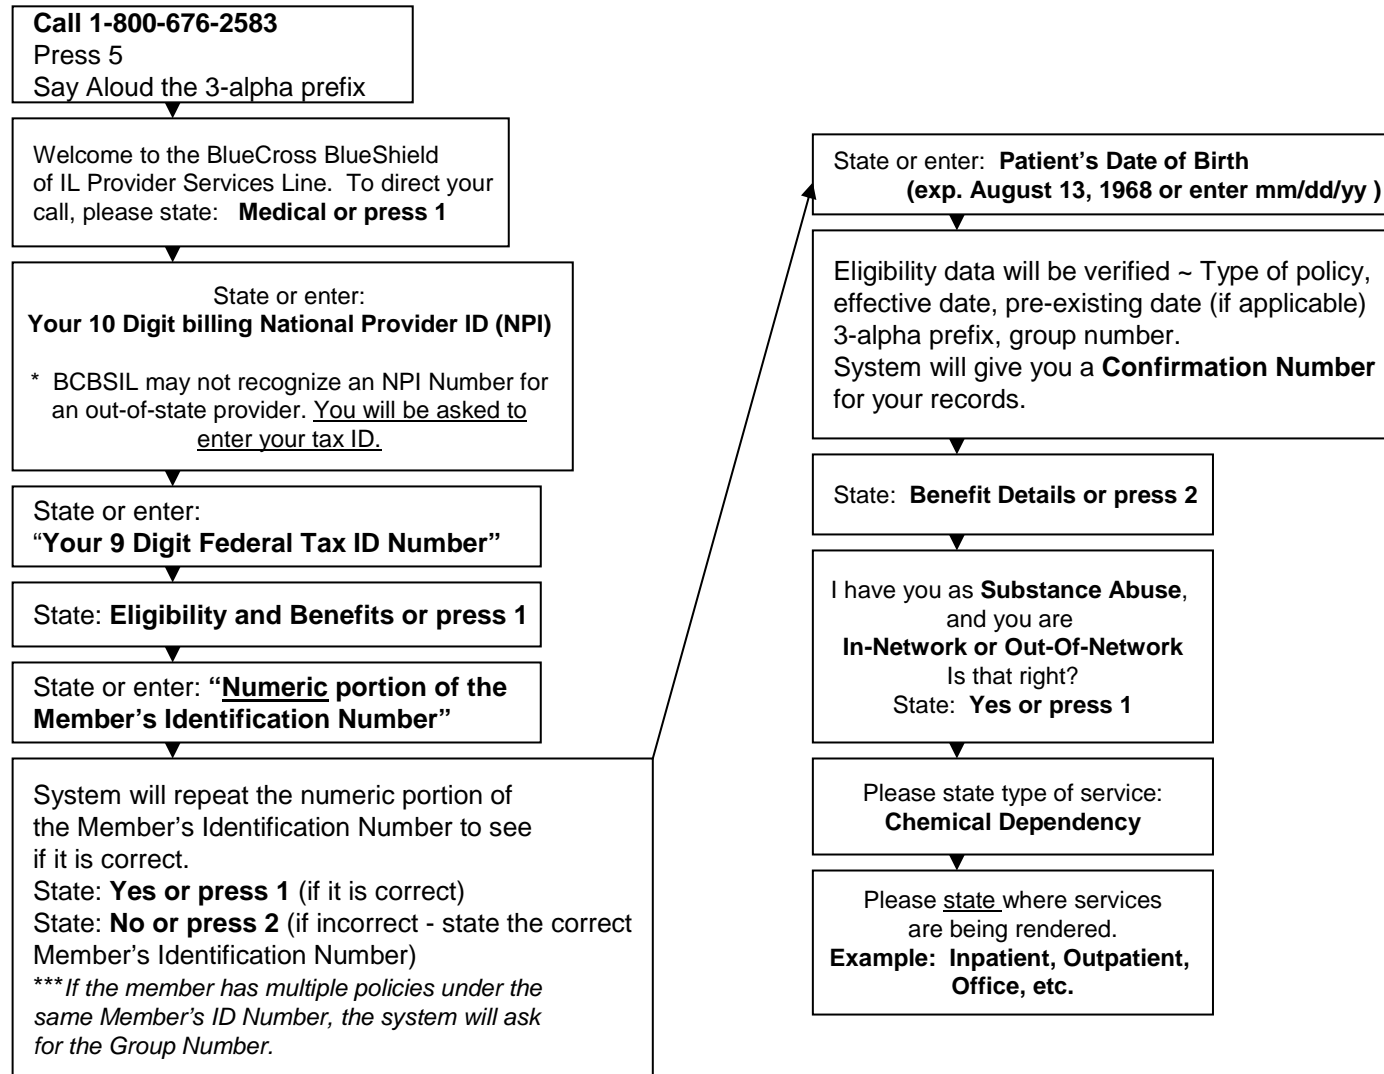 Call 1-800-676-2583
Press 5
Say Aloud the 3-alpha prefix
Welcome to the BlueCross BlueShield
of IL Provider Services Line.  To direct your
call, please state:   Medical or press 1
State or enter:
Your 10 Digit billing National Provider ID (NPI)
*  BCBSIL may not recognize an NPI Number for
an out-of-state provider. You will be asked to
enter your tax ID.
State or enter:
“Your 9 Digit Federal Tax ID Number”
State: Eligibility and Benefits or press 1
State or enter: “Numeric portion of the
Member’s Identification Number”
System will repeat the numeric portion of
the Member’s Identification Number to see
if it is correct.
State: Yes or press 1 (if it is correct)
State: No or press 2 (if incorrect - state the correct
Member’s Identification Number)
***If the member has multiple policies under the
same Member’s ID Number, the system will ask
for the Group Number.
State or enter:  Patient’s Date of Birth
(exp. August 13, 1968 or enter mm/dd/yy )
Eligibility data will be verified ~ Type of policy,
effective date, pre-existing date (if applicable)
3-alpha prefix, group number.
System will give you a Confirmation Number
for your records.
State:  Benefit Details or press 2
I have you as Substance Abuse,
and you are
In-Network or Out-Of-Network
Is that right?
State:  Yes or press 1
Please state type of service:
Chemical Dependency
Please state where services
are being rendered.
Example:  Inpatient, Outpatient,
Office, etc.